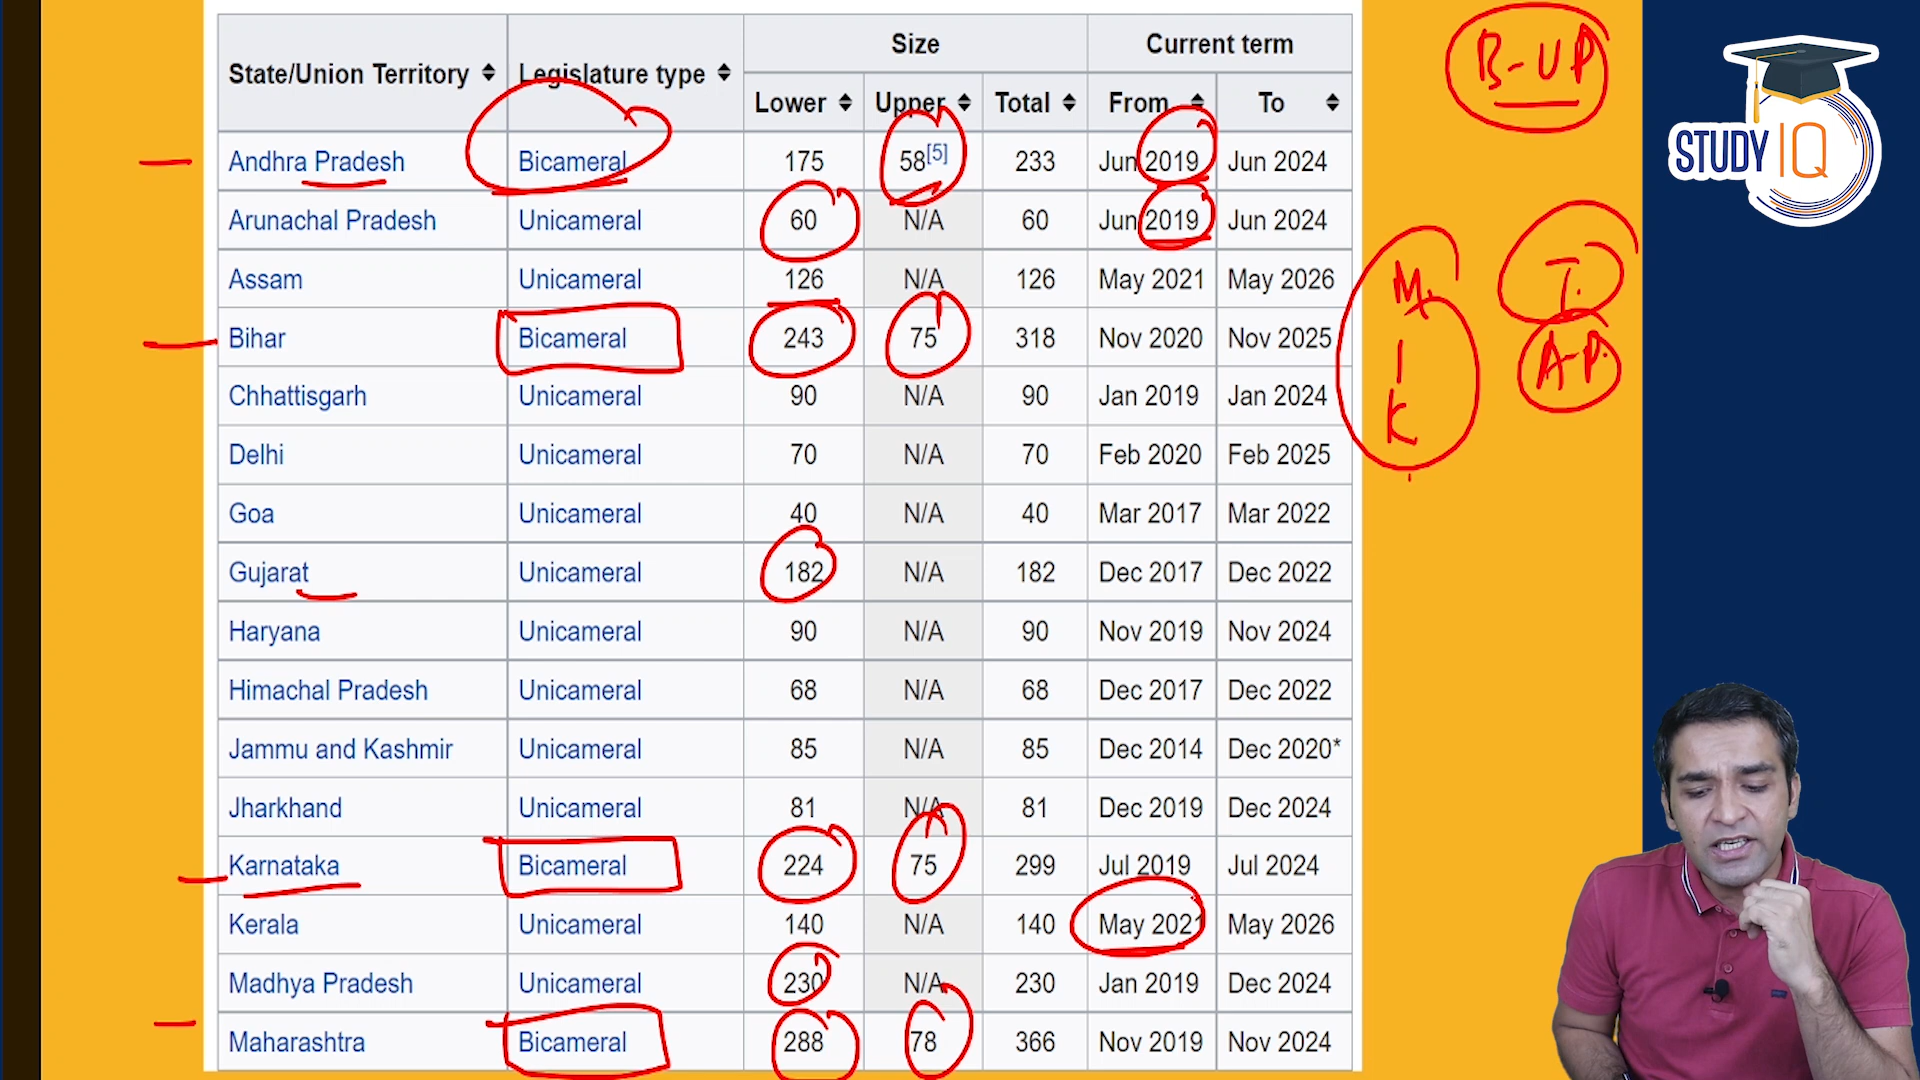 State/Union Territory Legislature type Size Current term
Lower Upper Total From To
Andhra Pradesh Bicameral 175 58[5] 233 Jun 2019 Jun 2024
Arunachal Pradesh Unicameral 60 N/A 60 Jun 2019 Jun 2024
Assam Unicameral 126 N/A 126 May 2021 May 2026
Bihar Bicameral 243 75 318 Nov 2020 Nov 2025
Chhattisgarh Unicameral 90 N/A 90 Jan 2019 Jan 2024
Delhi Unicameral 70 N/A 70 Feb 2020 Feb 2025
Goa Unicameral 40 N/A 40 Mar 2017 Mar 2022
Gujarat Unicameral 182 N/A 182 Dec 2017 Dec 2022
Haryana Unicameral 90 N/A 90 Nov 2019 Nov 2024
Himachal Pradesh Unicameral 68 N/A 68 Dec 2017 Dec 2022
Jammu and Kashmir Unicameral 85 N/A 85 Dec 2014 Dec 2020*
Jharkhand Unicameral 81 N/A 81 Dec 2019 Dec 2024
Karnataka Bicameral 224 75 299 Jul 2019 Jul 2024
Kerala Unicameral 140 N/A 140 May 2021 May 2026
Madhya Pradesh Unicameral 230 N/A 230 Jan 2019 Dec 2024
Maharashtra Bicameral 288 78 366 Nov 2019 Nov 2024
B-UP
M.
I
K
T.
A-P.
STUDY IQ